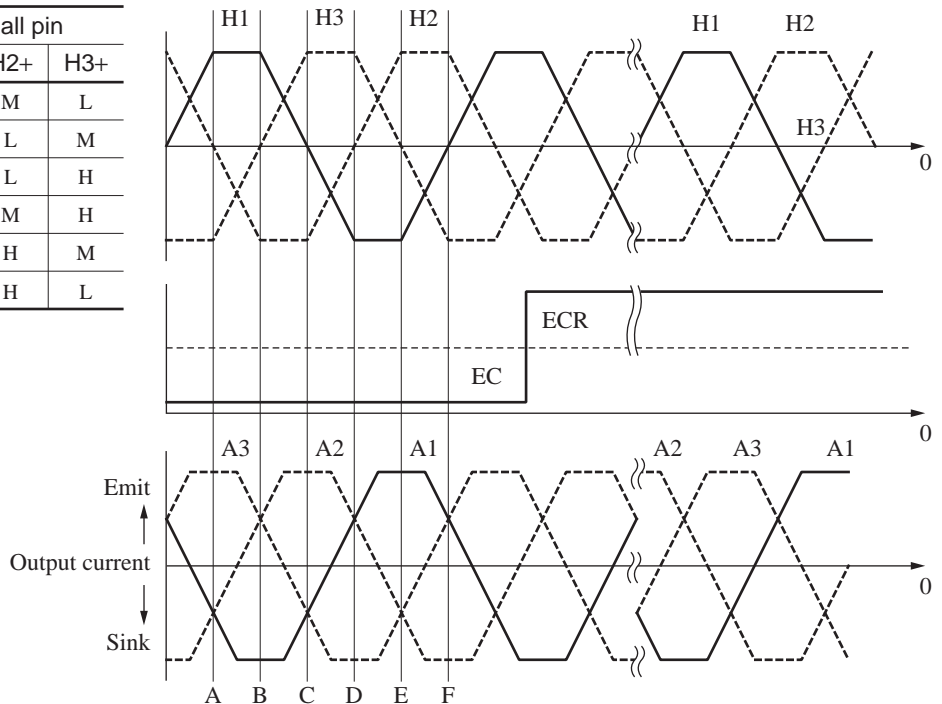 all pin
H2+ H3+
M L
L M
L H
M H
H M
H L
H1 H3 H2 H1 H2
H3
0
ECR
EC
0
A3 A2 A1 A2 A3 A1
Emit
Output current
0
Sink
A B C D E F